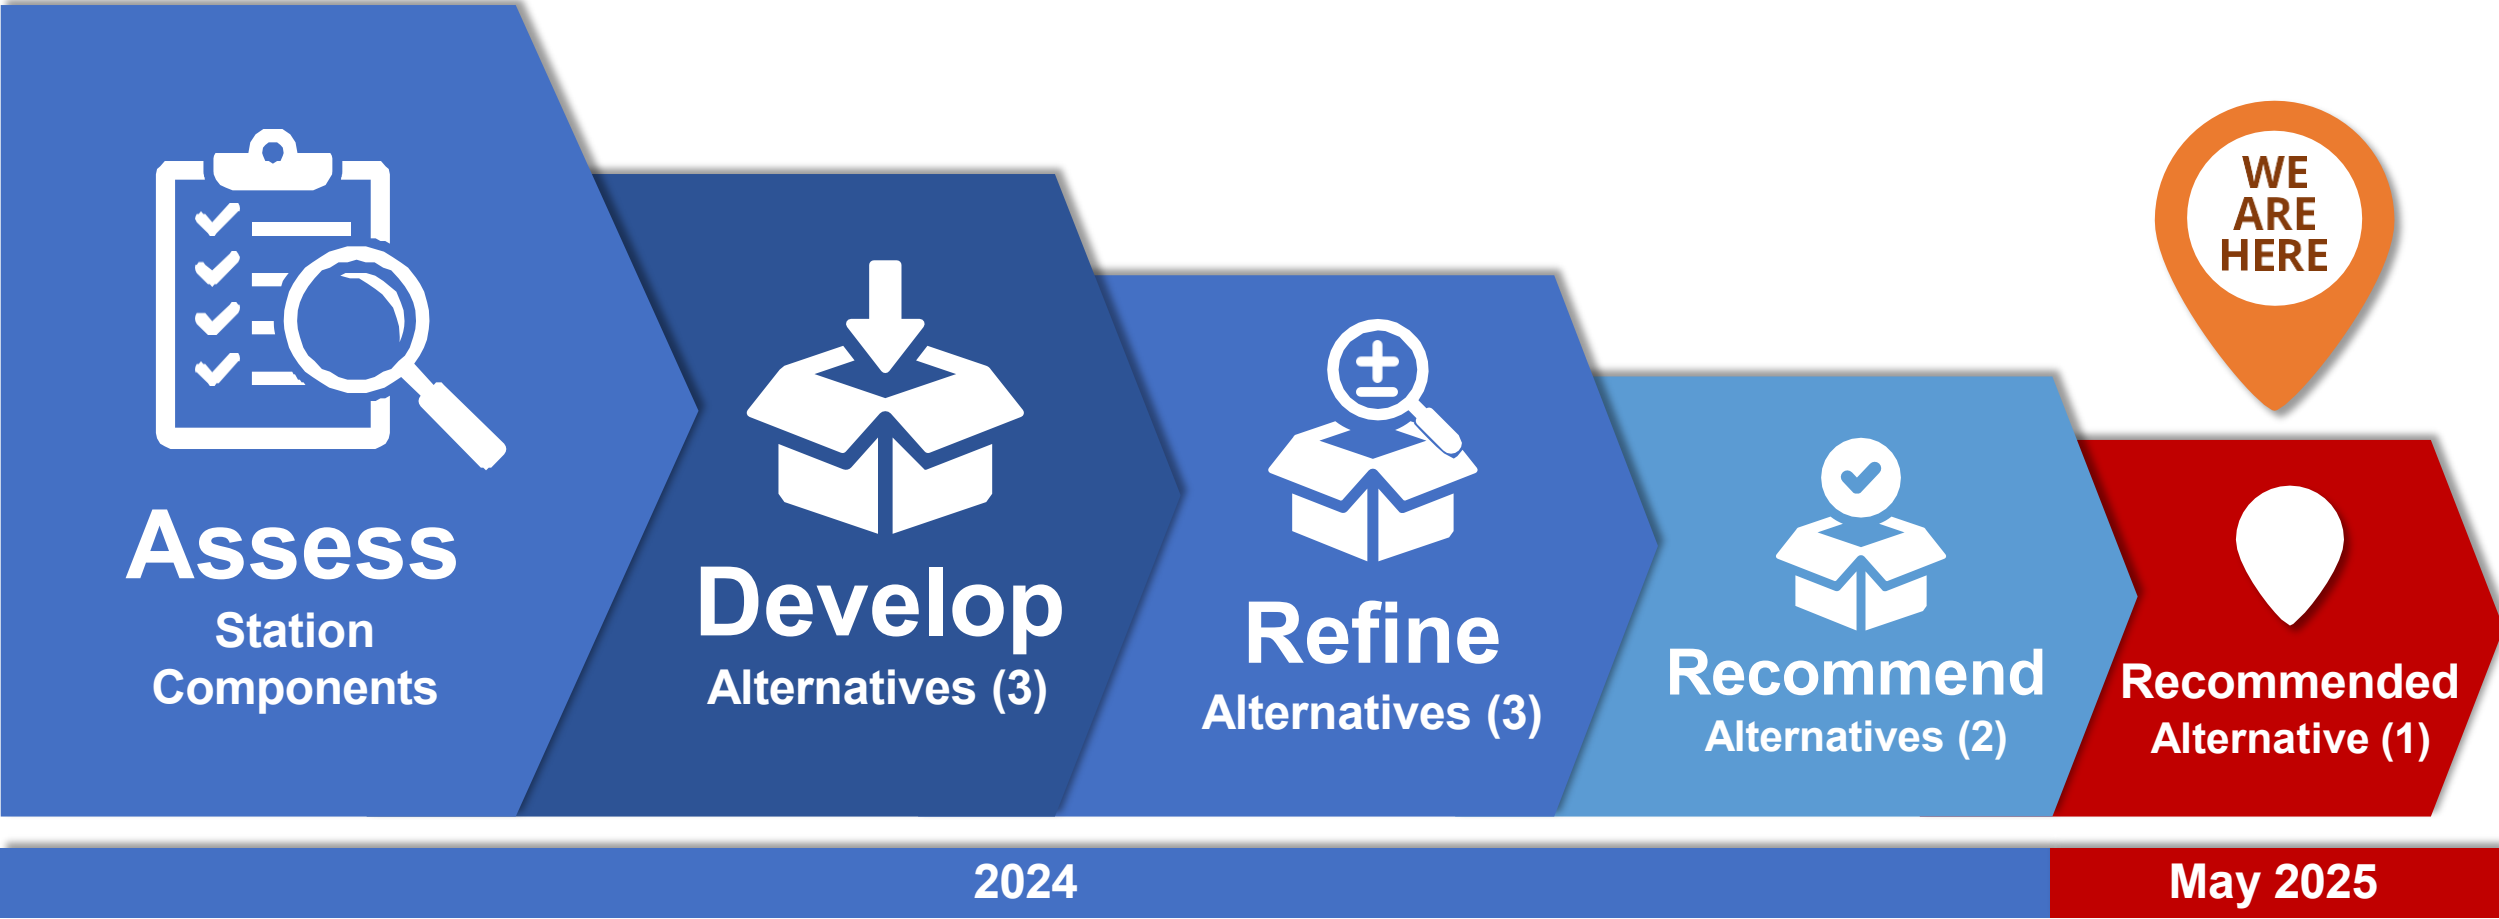 Assess
Station
Components
Develop
Alternatives (3)
Refine
Alternatives (3)
Recommend
Alternatives (2)
WE
ARE
HERE
Recommended
Alternative (1)
2024
May 2025